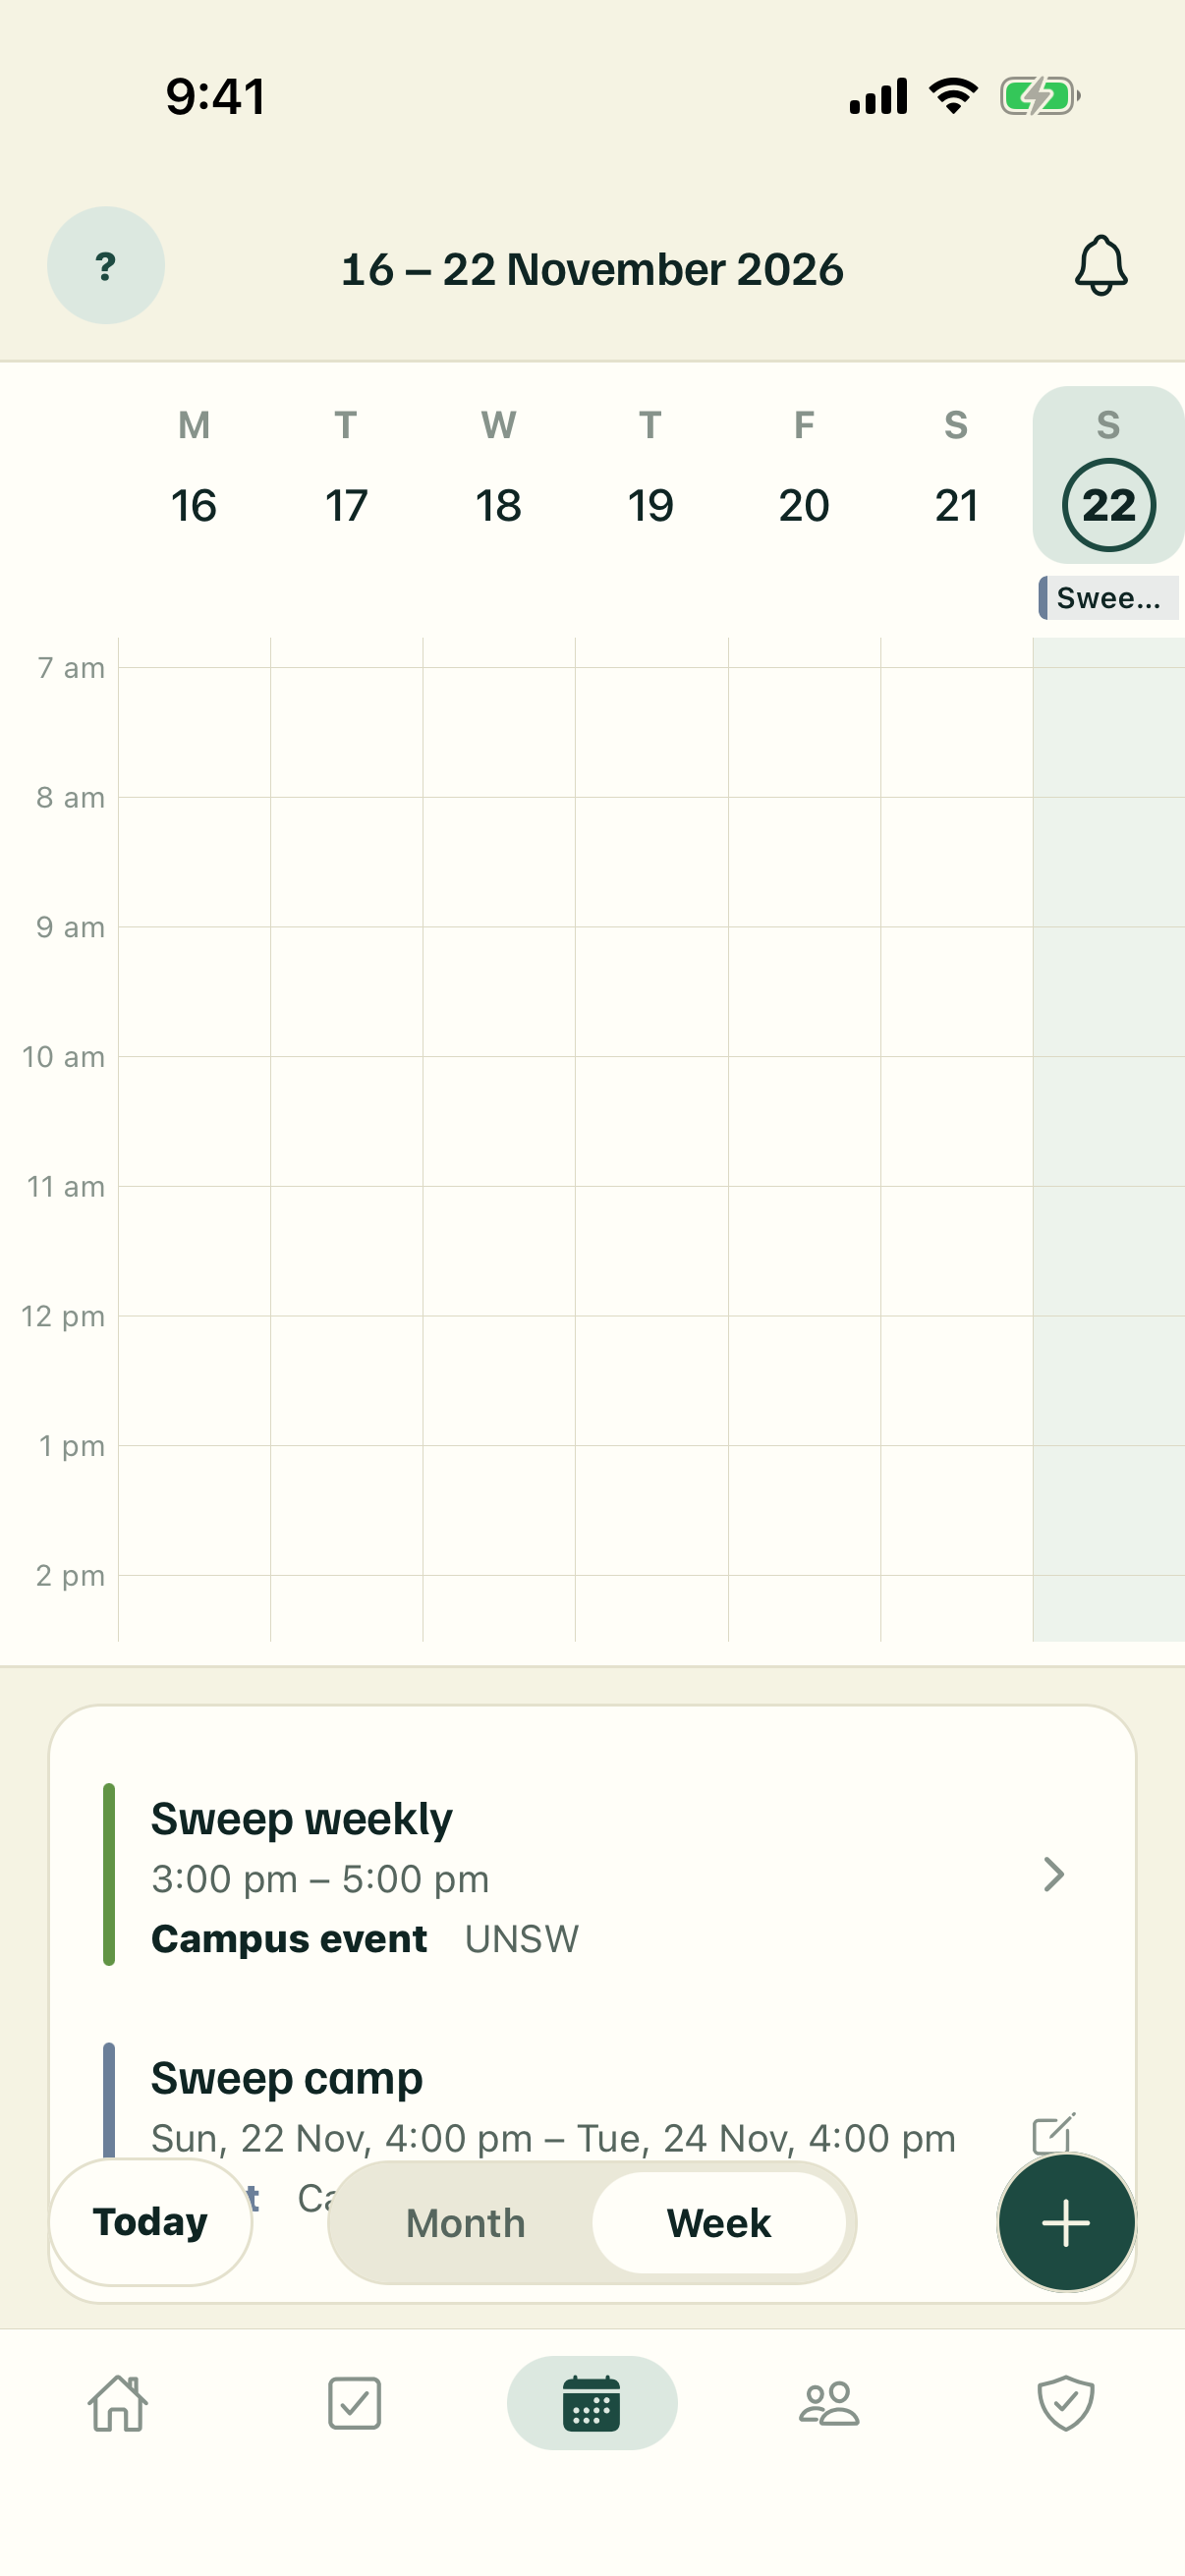 9:41
?
16 – 22 November 2026
M T W T F S S
16 17 18 19 20 21 22
Swee...
7 am
8 am
9 am
10 am
11 am
12 pm
1 pm
2 pm
Sweep weekly
3:00 pm – 5:00 pm
Campus event UNSW
Sweep camp
Sun, 22 Nov, 4:00 pm – Tue, 24 Nov, 4:00 pm
Today Month Week